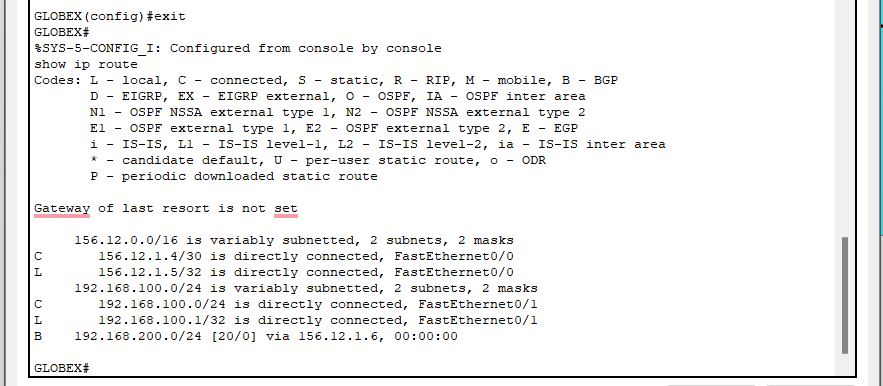 GLOBEX(config)#exit
GLOBEX#
%SYS-5-CONFIG_I: Configured from console by console
show ip route
Codes: L - local, C - connected, S - static, R - RIP, M - mobile, B - BGP
       D - EIGRP, EX - EIGRP external, O - OSPF, IA - OSPF inter area
       N1 - OSPF NSSA external type 1, N2 - OSPF NSSA external type 2
       E1 - OSPF external type 1, E2 - OSPF external type 2, E - EGP
       i - IS-IS, L1 - IS-IS level-1, L2 - IS-IS level-2, ia - IS-IS inter area
       * - candidate default, U - per-user static route, o - ODR
       P - periodic downloaded static route
Gateway of last resort is not set
     156.12.0.0/16 is variably subnetted, 2 subnets, 2 masks
C       156.12.1.4/30 is directly connected, FastEthernet0/0
L       156.12.1.5/32 is directly connected, FastEthernet0/0
     192.168.100.0/24 is variably subnetted, 2 subnets, 2 masks
C       192.168.100.0/24 is directly connected, FastEthernet0/1
L       192.168.100.1/32 is directly connected, FastEthernet0/1
B    192.168.200.0/24 [20/0] via 156.12.1.6, 00:00:00
GLOBEX#